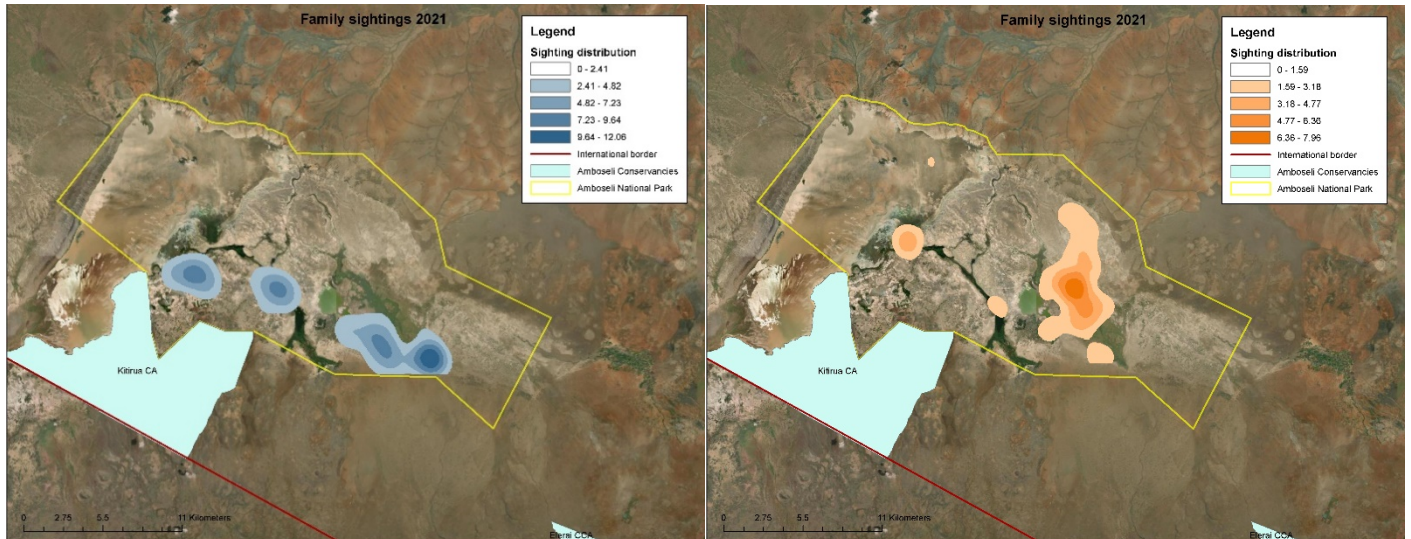 Family sightings 2021
Legend
Sighting distribution
0 - 2.41
2.41 - 4.82
4.82 - 7.23
7.23 - 9.64
9.64 - 12.06
International border
Amboseli Conservancies
Amboseli National Park
Kitirua CA
0 2.75 5.5 11 Kilometers
Elerai CCA
Family sightings 2021
Legend
Sighting distribution
0 - 1.59
1.59 - 3.18
3.18 - 4.77
4.77 - 6.36
6.36 - 7.96
International border
Amboseli Conservancies
Amboseli National Park
Kitirua CA
0 2.75 5.5 11 Kilometers
Elerai CCA